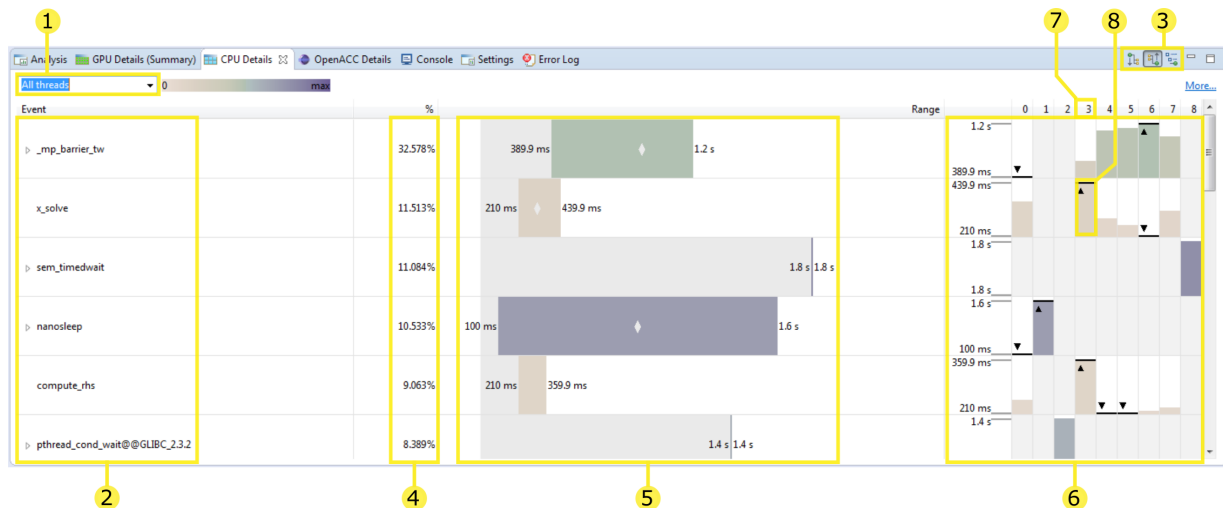 1 7 8 3
Analysis GPU Details (Summary) CPU Details OpenACC Details Console Settings Error Log
All threads 0 max More...
Event % Range 0 1 2 3 4 5 6 7 8
_mp_barrier_tw 32.578% 389.9 ms 1.2 s 1.2 s 389.9 ms
x_solve 11.513% 210 ms 439.9 ms 439.9 ms 210 ms
sem_timedwait 11.084% 1.8 s 1.8 s 1.8 s 1.8 s
nanosleep 10.533% 100 ms 1.6 s 1.6 s 100 ms
compute_rhs 9.063% 210 ms 359.9 ms 359.9 ms 210 ms
pthread_cond_wait@@GLIBC_2.3.2 8.389% 1.4 s 1.4 s 1.4 s
2 4 5 6